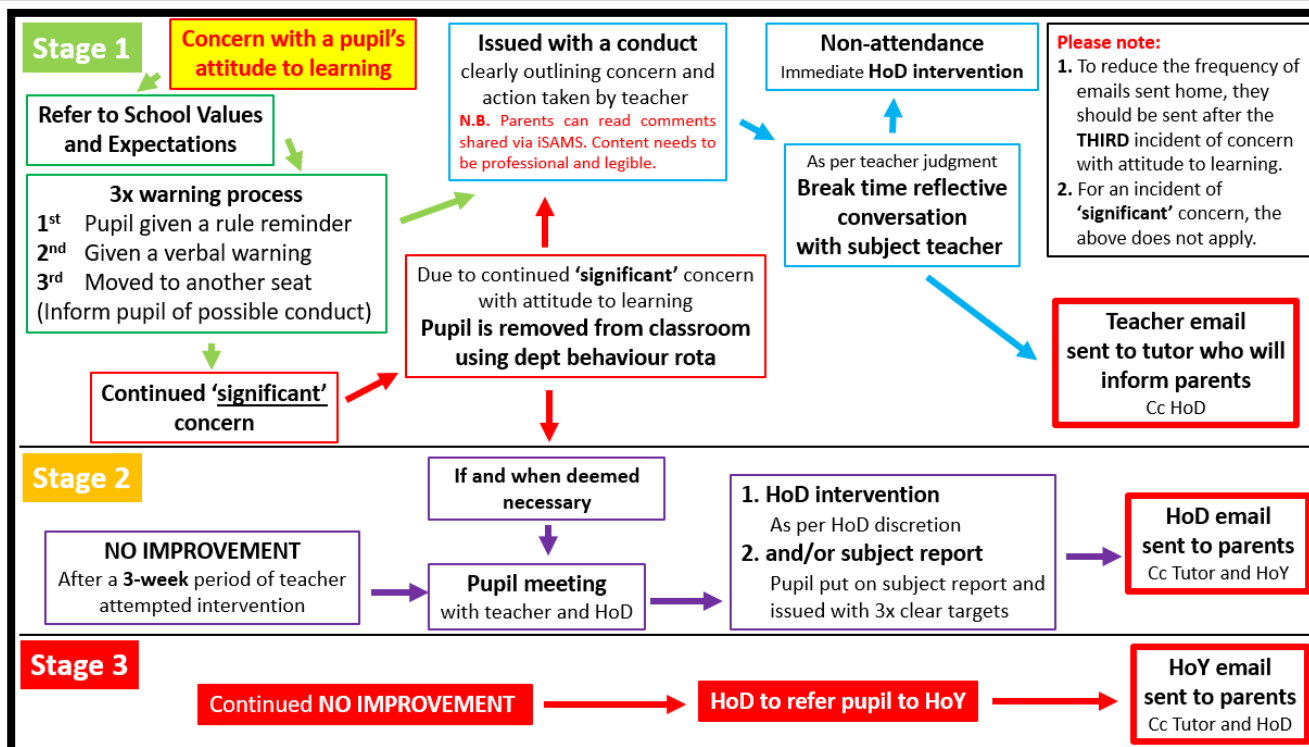 Stage 1
Concern with a pupil's
attitude to learning
Refer to School Values
and Expectations
3x warning process
1st Pupil given a rule reminder
2nd Given a verbal warning
3rd Moved to another seat
(Inform pupil of possible conduct)
Continued 'significant'
concern
Issued with a conduct
clearly outlining concern and
action taken by teacher
N.B. Parents can read comments
shared via iSAMS. Content needs to
be professional and legible.
Due to continued 'significant' concern
with attitude to learning
Pupil is removed from classroom
using dept behaviour rota
Non-attendance
Immediate HoD intervention
As per teacher judgment
Break time reflective
conversation
with subject teacher
Please note:
1. To reduce the frequency of
emails sent home, they
should be sent after the
THIRD incident of concern
with attitude to learning.
2. For an incident of
'significant' concern, the
above does not apply.
Teacher email
sent to tutor who will
inform parents
Cc HoD
Stage 2
NO IMPROVEMENT
After a 3-week period of teacher
attempted intervention
If and when deemed
necessary
Pupil meeting
with teacher and HoD
1. HoD intervention
As per HoD discretion
2. and/or subject report
Pupil put on subject report and
issued with 3x clear targets
HoD email
sent to parents
Cc Tutor and HoY
Stage 3
Continued NO IMPROVEMENT
HoD to refer pupil to HoY
HoY email
sent to parents
Cc Tutor and HoD